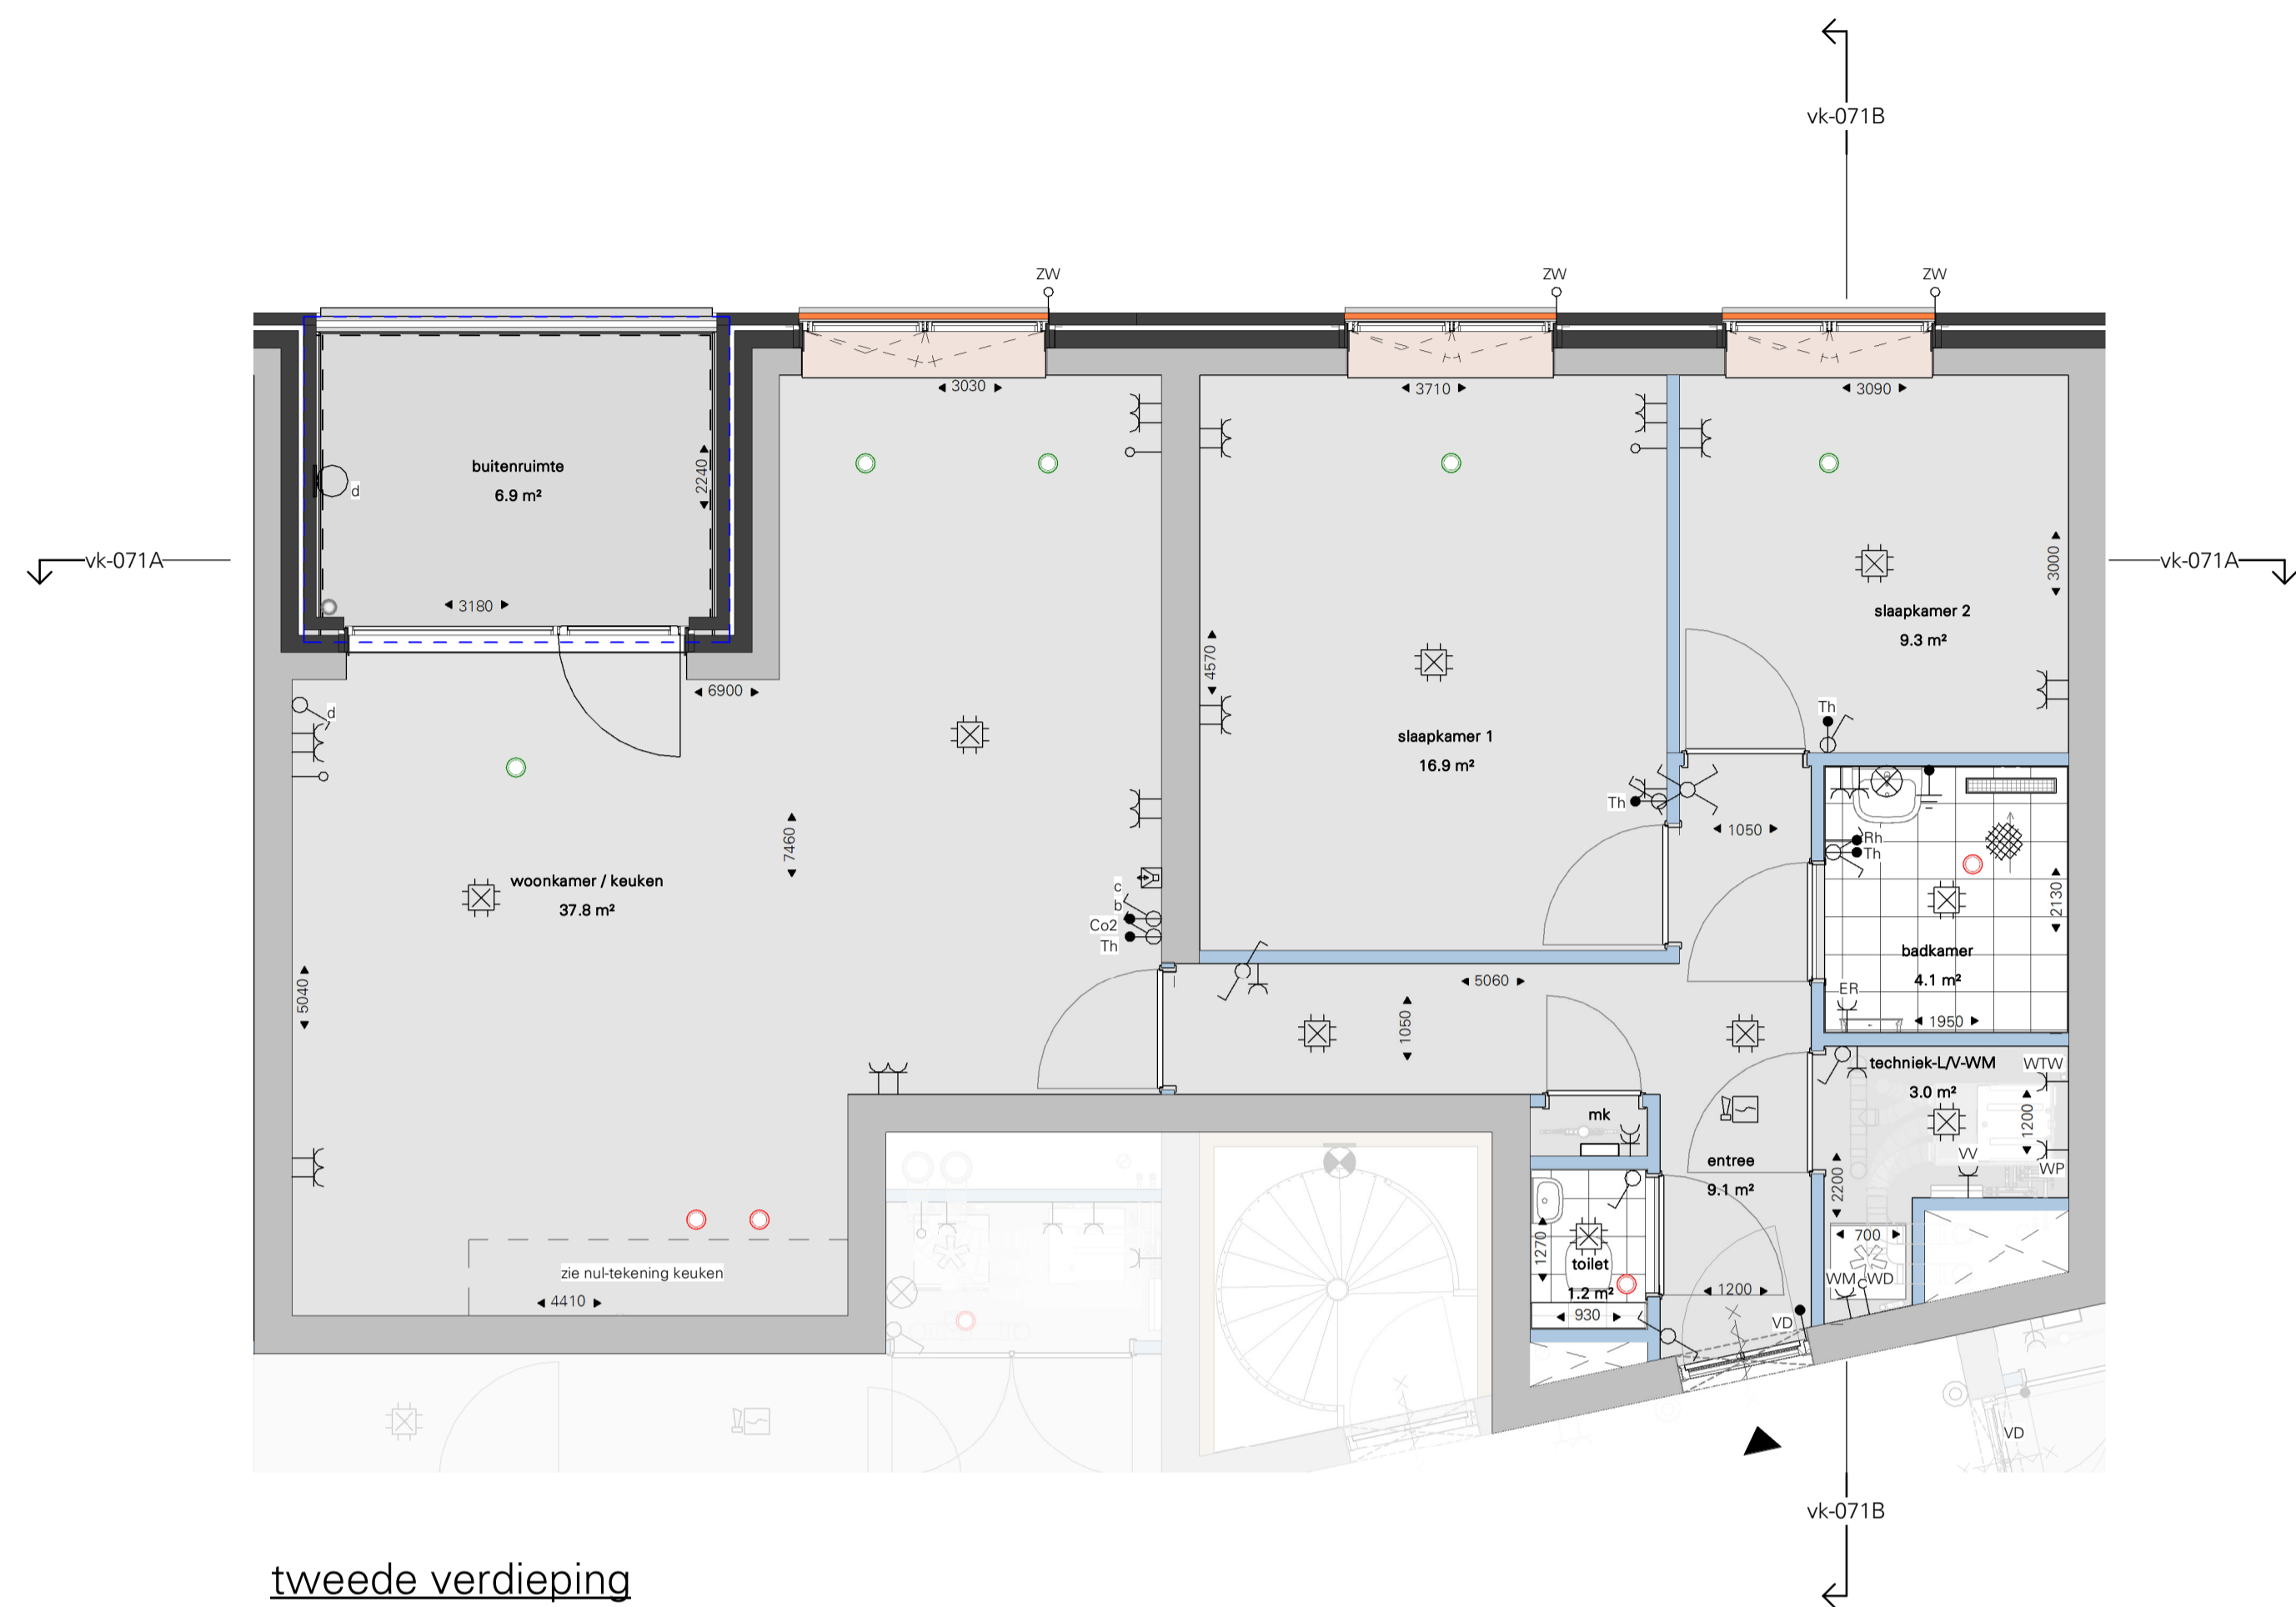 vk-071B
ZW
ZW
ZW
3030
3710
3090
buitenruimte
6.9 m²
2240
d
vk-071A
vk-071A
3180
3000
slaapkamer 2
9.3 m²
4570
6900
d
Th
slaapkamer 1
16.9 m²
Th
1050
7460
Rh
Th
woonkamer / keuken
37.8 m²
c
b
Co2
Th
2130
badkamer
4.1 m²
ER
1950
5040
5060
1050
techniek-L/V-WM
3.0 m²
WTW
1200
mk
VV
WP
entree
9.1 m²
2200
1270
toilet
1.2 m²
930
700
WM
WD
1200
VD
zie nul-tekening keuken
4410
VD
vk-071B
tweede verdieping